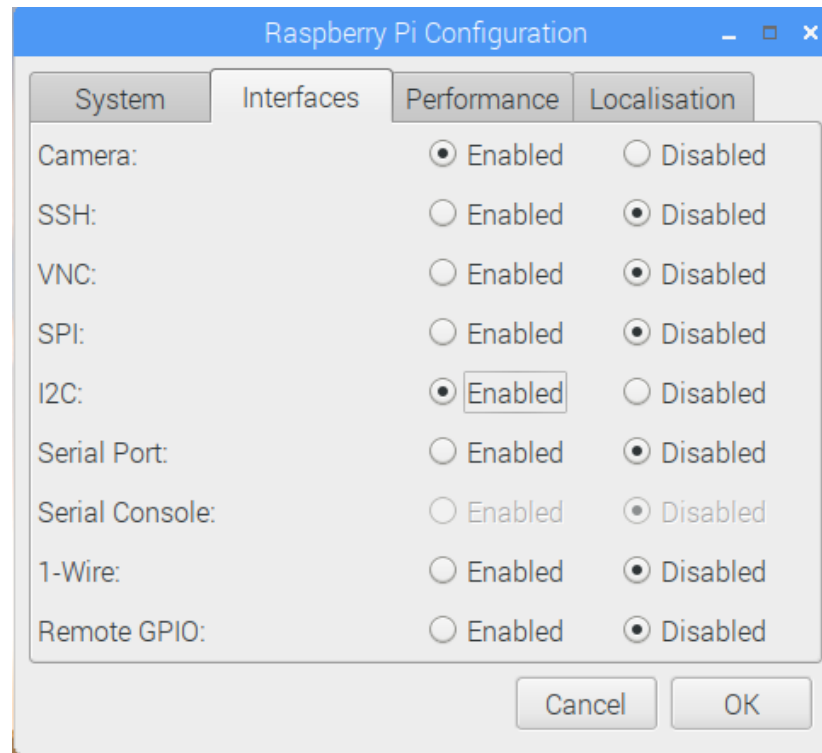 Raspberry Pi Configuration
System Interfaces Performance Localisation
Camera: Enabled Disabled
SSH: Enabled Disabled
VNC: Enabled Disabled
SPI: Enabled Disabled
I2C: Enabled Disabled
Serial Port: Enabled Disabled
Serial Console: Enabled Disabled
1-Wire: Enabled Disabled
Remote GPIO: Enabled Disabled
Cancel OK